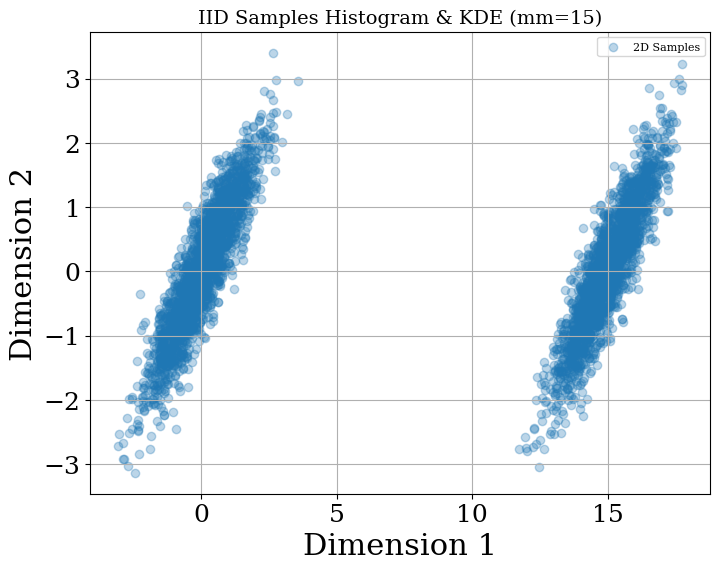 IID Samples Histogram & KDE (mm=15)
2D Samples
3
2
1
0
−1
−2
−3
Dimension 2
0 5 10 15
Dimension 1